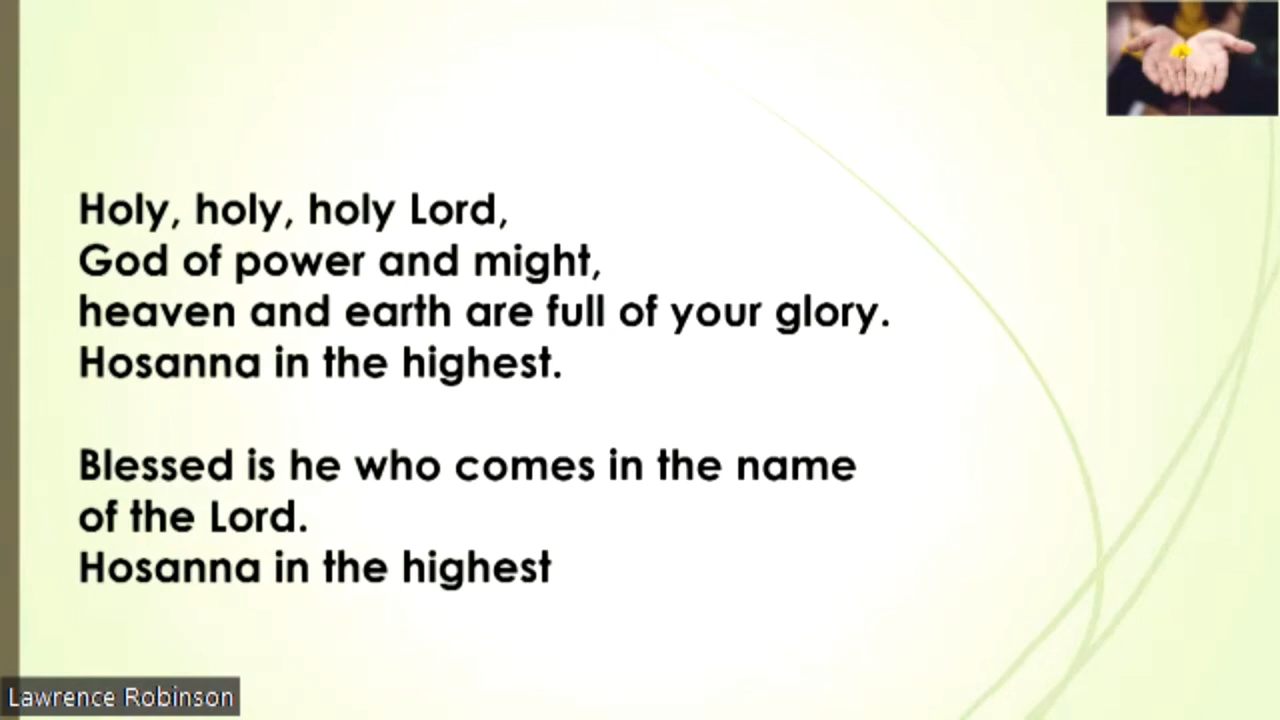 Holy, holy, holy Lord,
God of power and might,
heaven and earth are full of your glory.
Hosanna in the highest.
Blessed is he who comes in the name
of the Lord.
Hosanna in the highest
Lawrence Robinson